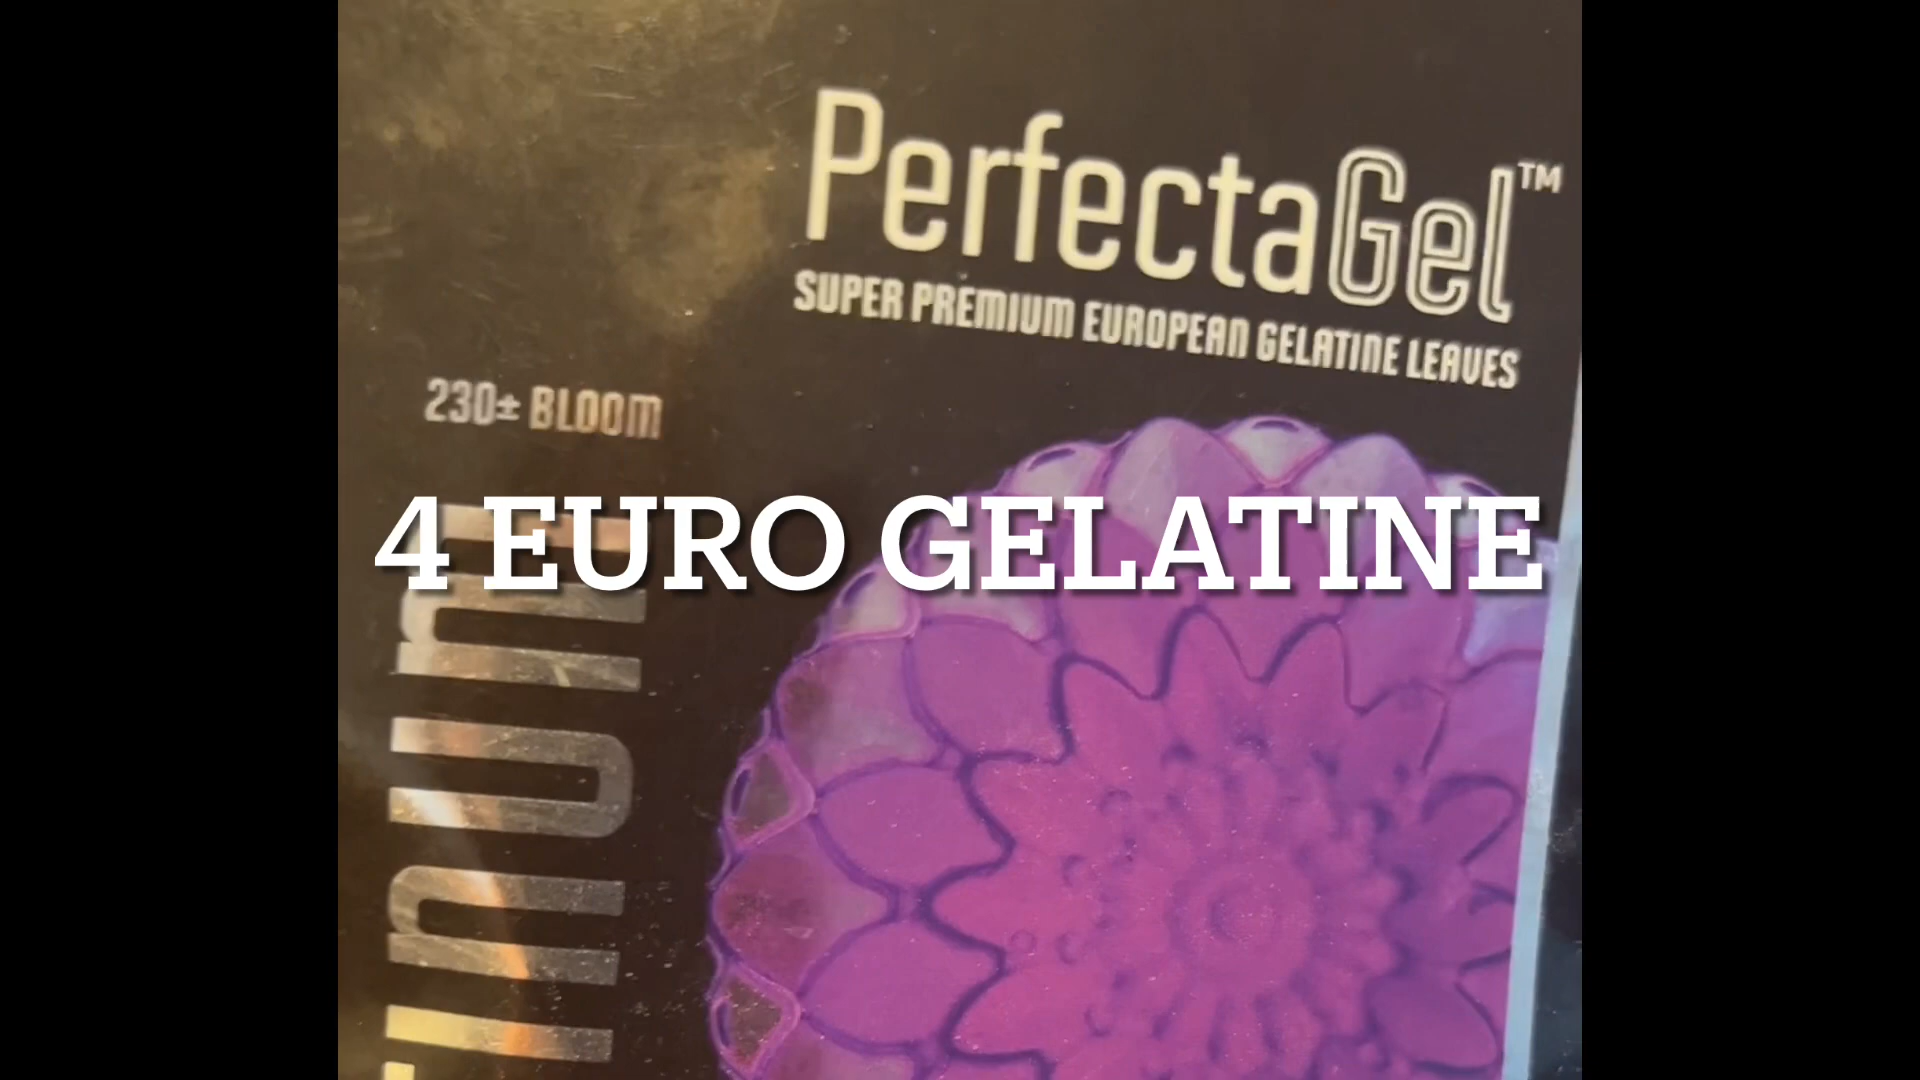 PerfectaGel™
SUPER PREMIUM EUROPEAN GELATINE LEAVES
230± BLOOM
4 EURO GELATINE